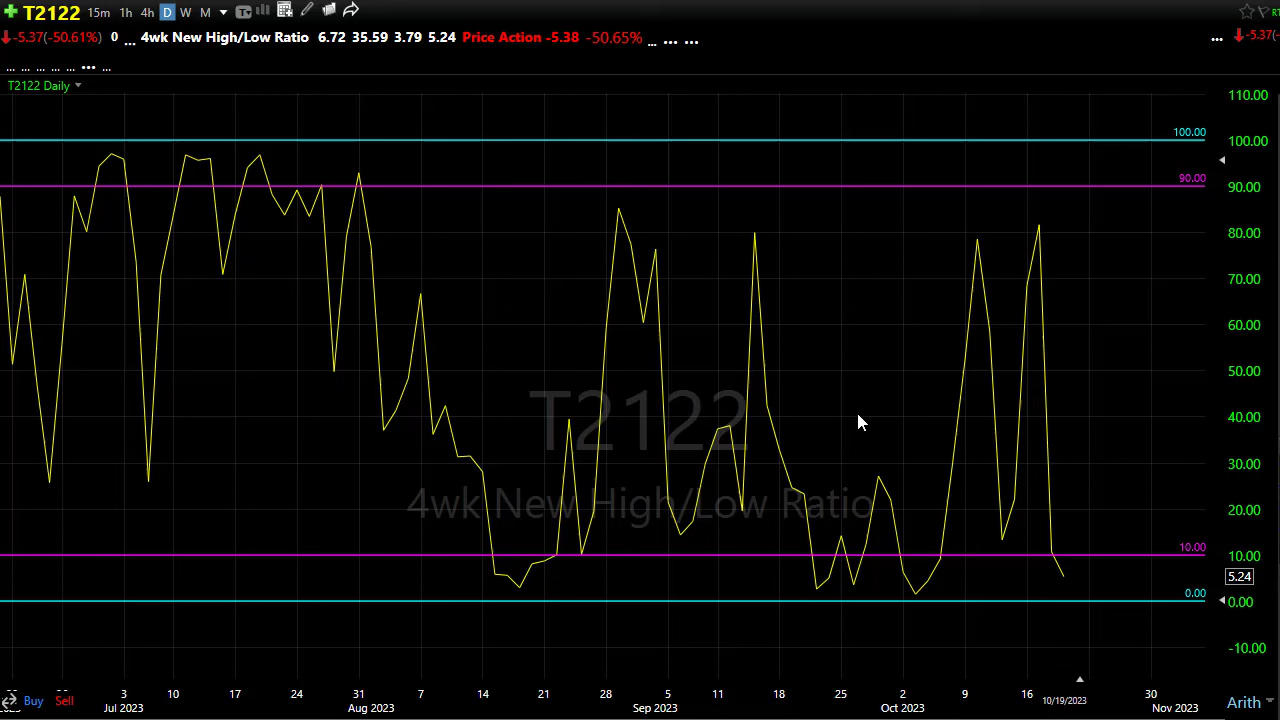 T2122 15m 1h 4h D W M T RT
-5.37(-50.61%) 0 ... 4wk New High/Low Ratio 6.72 35.59 3.79 5.24 Price Action -5.38 -50.65% ... ... ... ... -5.37(-
... ... ... ... ... ... ...
T2122 Daily
110.00
100.00 100.00
90.00 90.00
80.00
70.00
60.00
50.00
T2122
40.00
30.00
4wk New High/Low Ratio
20.00
10.00 10.00
5.24
0.00 0.00
-10.00
3 10 17 24 31 7 14 21 28 5 11 18 25 2 9 16 10/19/2023 30
Buy Sell Arith
2023 Jul 2023 Aug 2023 Sep 2023 Oct 2023 Nov 2023